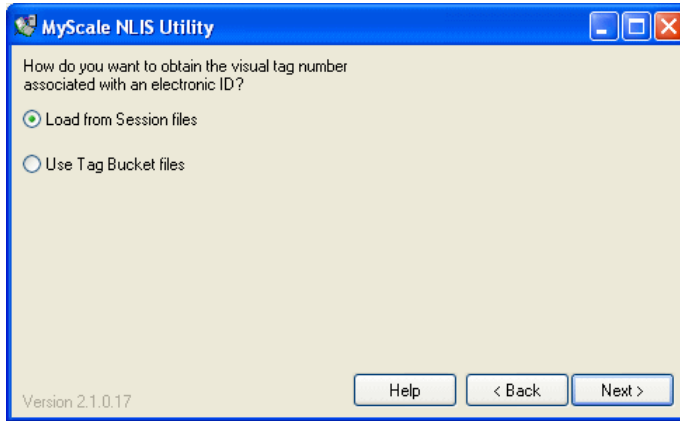 MyScale NLIS Utility
How do you want to obtain the visual tag number
associated with an electronic ID?
Load from Session files
Use Tag Bucket files
Help
< Back
Next >
Version 2.1.0.17